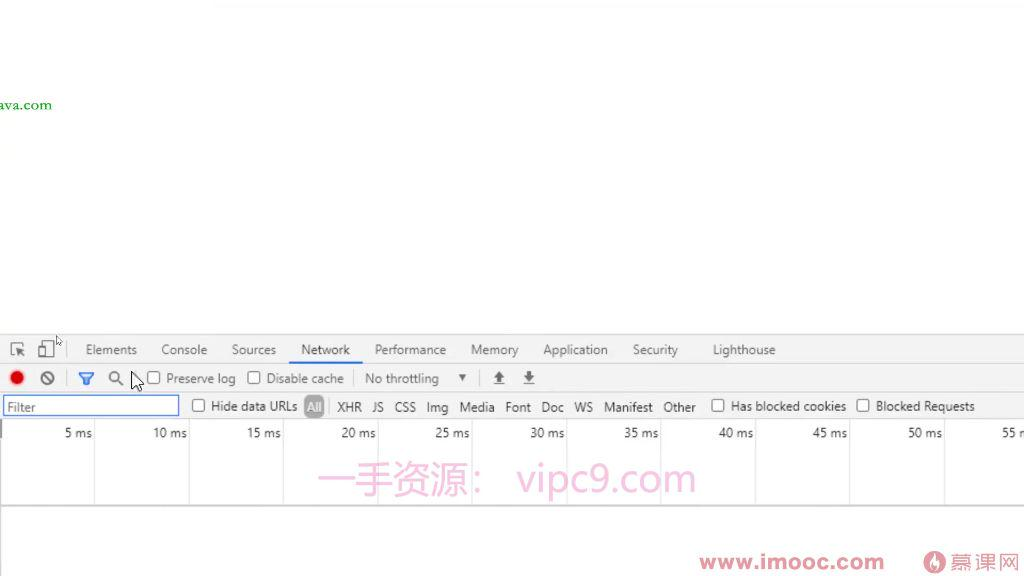 ava.com
Elements Console Sources Network Performance Memory Application Security Lighthouse
Preserve log Disable cache No throttling
Filter Hide data URLs All XHR JS CSS Img Media Font Doc WS Manifest Other Has blocked cookies Blocked Requests
5 ms 10 ms 15 ms 20 ms 25 ms 30 ms 35 ms 40 ms 45 ms 50 ms 55 m
一手资源： vipc9.com
www.imooc.com 慕课网